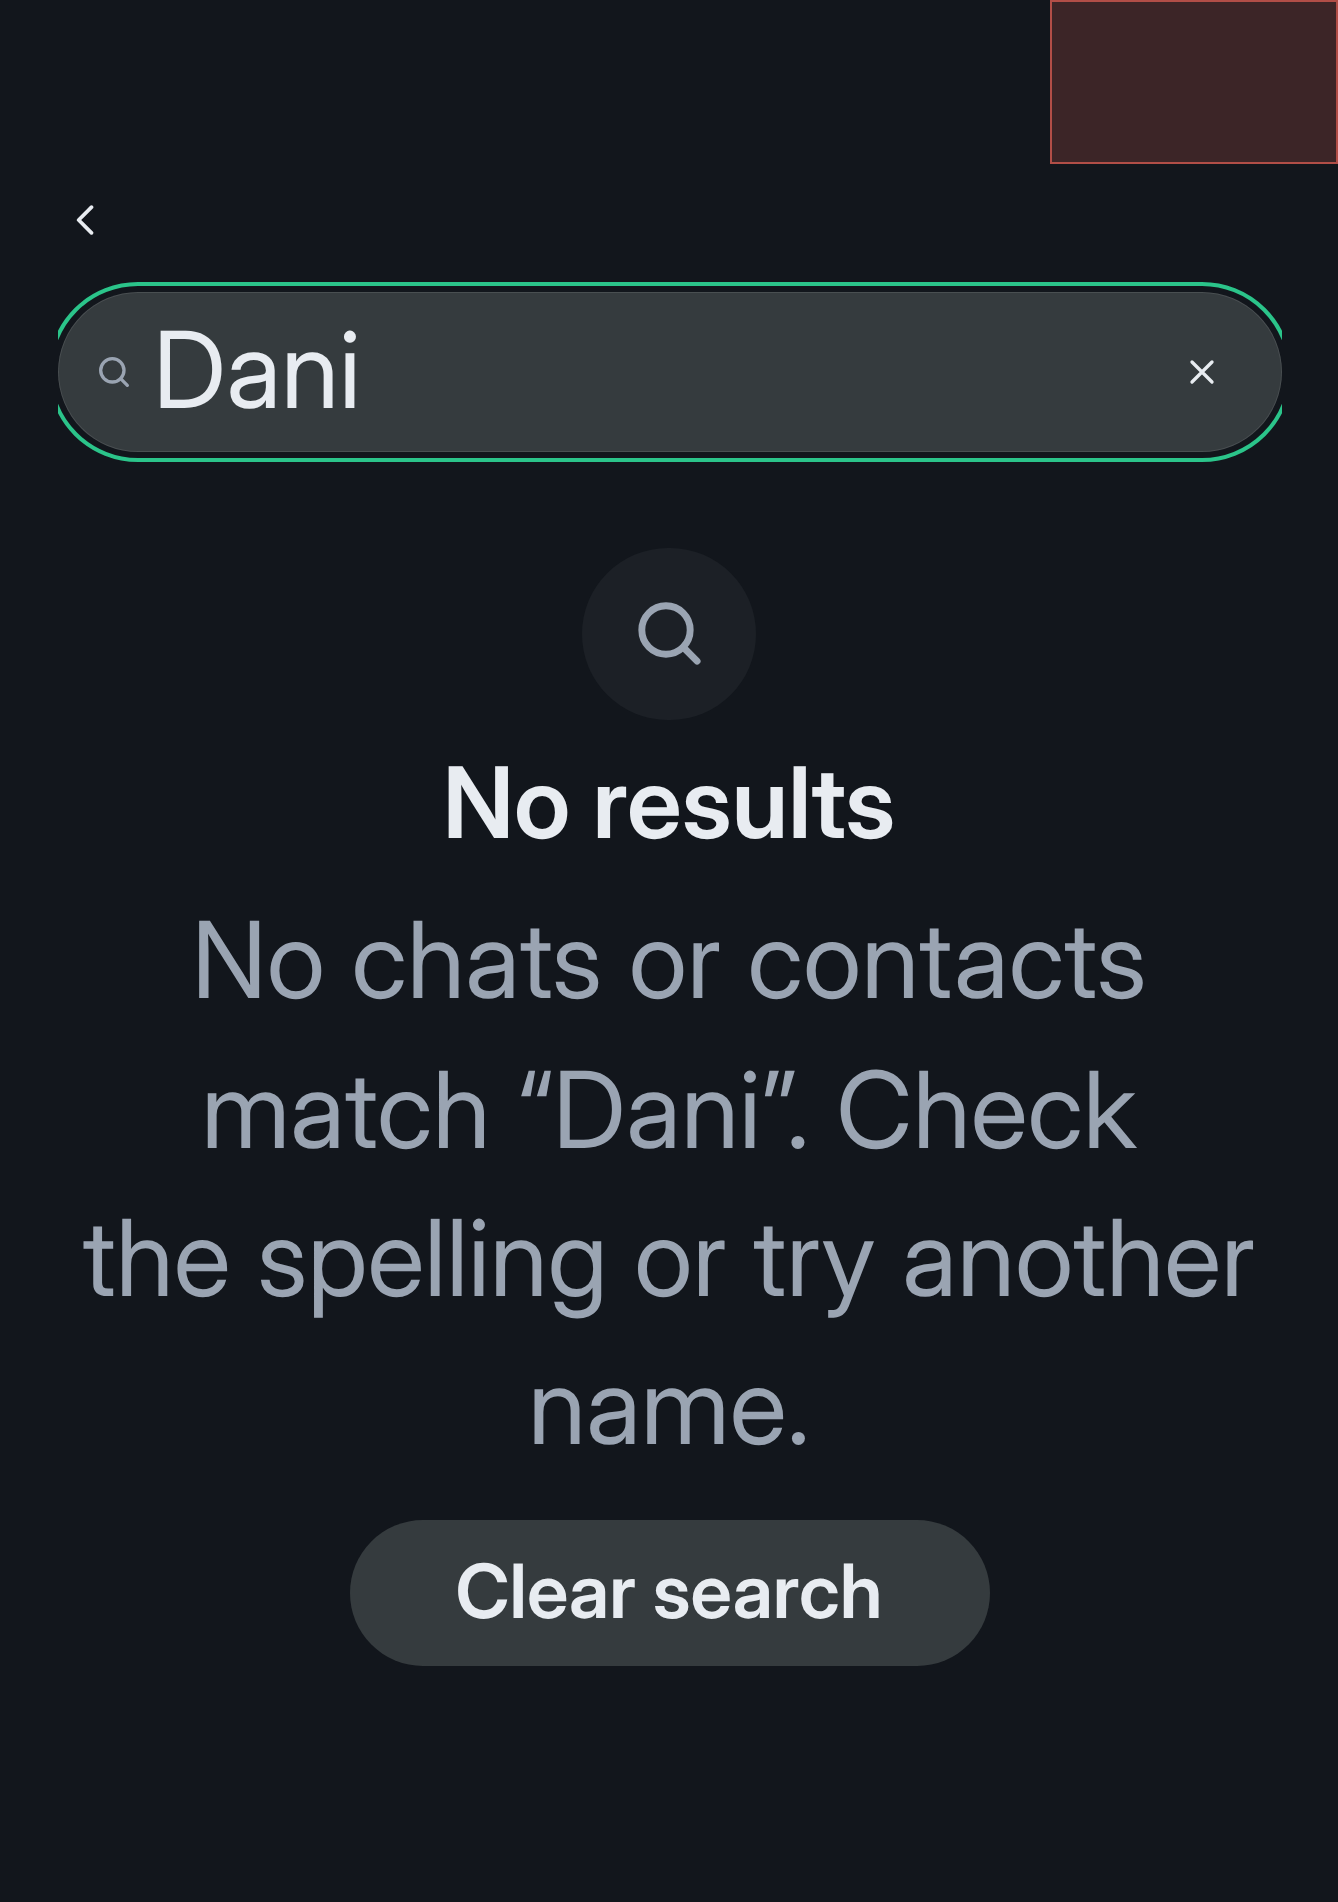 Dani
No results
No chats or contacts
match “Dani”. Check
the spelling or try another
name.
Clear search